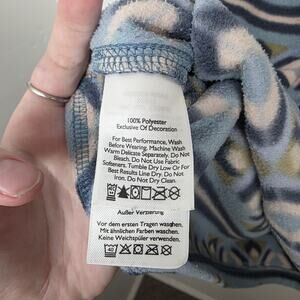 100% Polyester
Exclusive Of Decoration
For Best Performance, Wash
Before Wearing, Machine Wash
Warm Delicate Separately, Do Not
Bleach. Do Not Use Fabric
Softeners, Tumble Dry Low Or For
Best Results Line Dry. Do Not
Iron. Do Not Dry Clean.
Außer Verzierung
Vor dem ersten Tragen waschen.
Mit ähnlichen Farben waschen.
Keine Weichspüler verwenden.